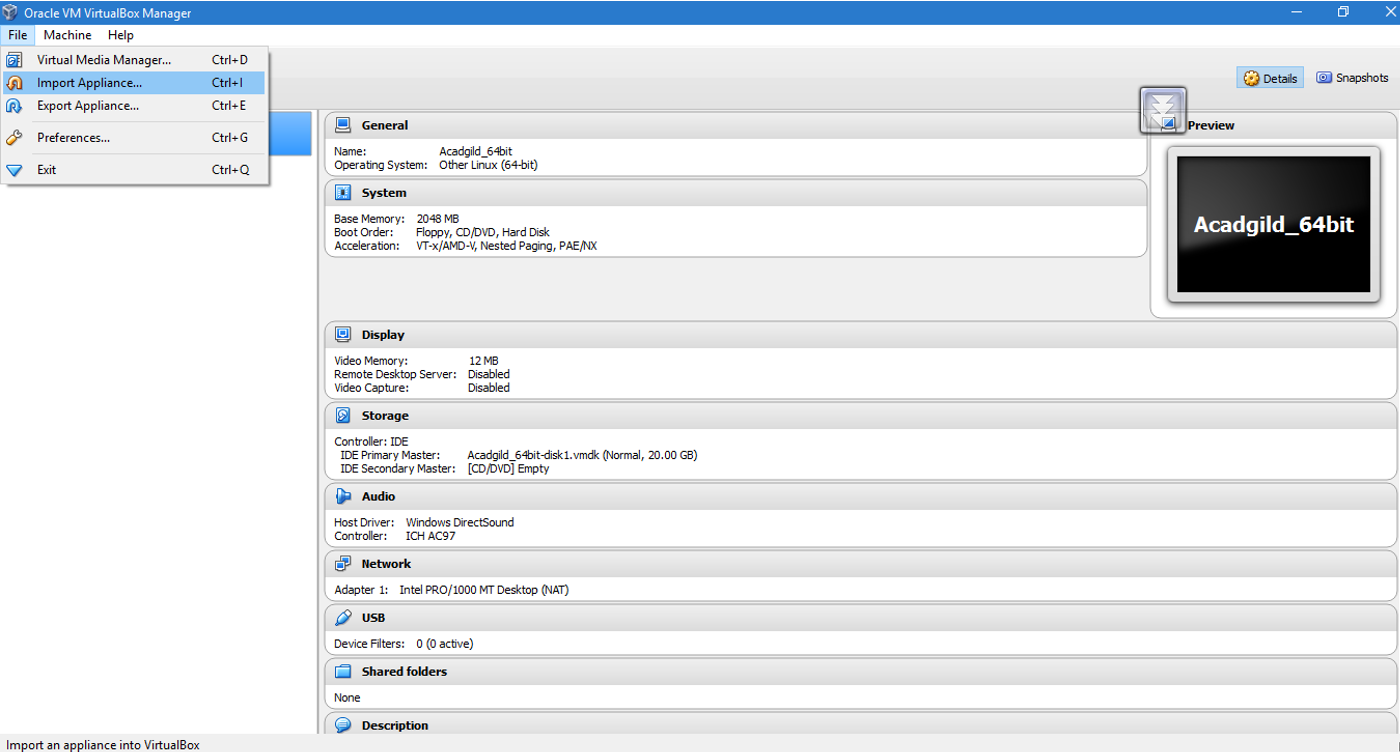 Oracle VM VirtualBox Manager
File Machine Help
Virtual Media Manager... Ctrl+D
Import Appliance... Ctrl+I
Export Appliance... Ctrl+E
Preferences... Ctrl+G
Exit Ctrl+Q
Details Snapshots
General
Name: Acadgild_64bit
Operating System: Other Linux (64-bit)
System
Base Memory: 2048 MB
Boot Order: Floppy, CD/DVD, Hard Disk
Acceleration: VT-x/AMD-V, Nested Paging, PAE/NX
Preview
Acadgild_64bit
Display
Video Memory: 12 MB
Remote Desktop Server: Disabled
Video Capture: Disabled
Storage
Controller: IDE
IDE Primary Master: Acadgild_64bit-disk1.vmdk (Normal, 20.00 GB)
IDE Secondary Master: [CD/DVD] Empty
Audio
Host Driver: Windows DirectSound
Controller: ICH AC97
Network
Adapter 1: Intel PRO/1000 MT Desktop (NAT)
USB
Device Filters: 0 (0 active)
Shared folders
None
Description
Import an appliance into VirtualBox